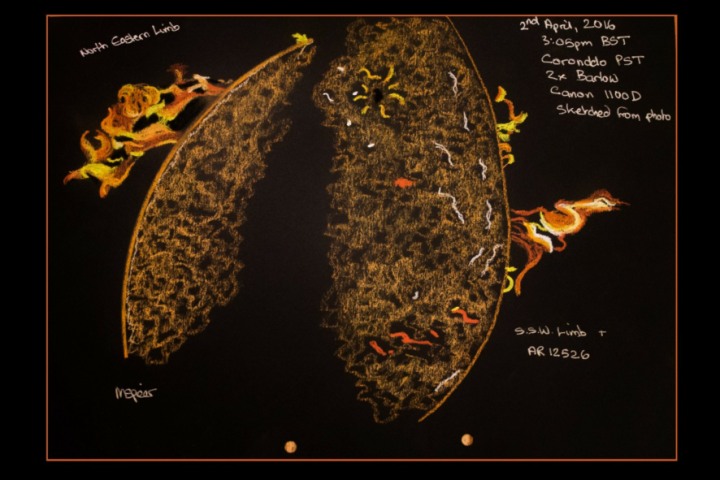 North Eastern Limb
2nd April, 2016
3:05pm BST
Coronado PST
2x Barlow
Canon 1100D
Sketched from photo
S.S.W. Limb +
AR 12526